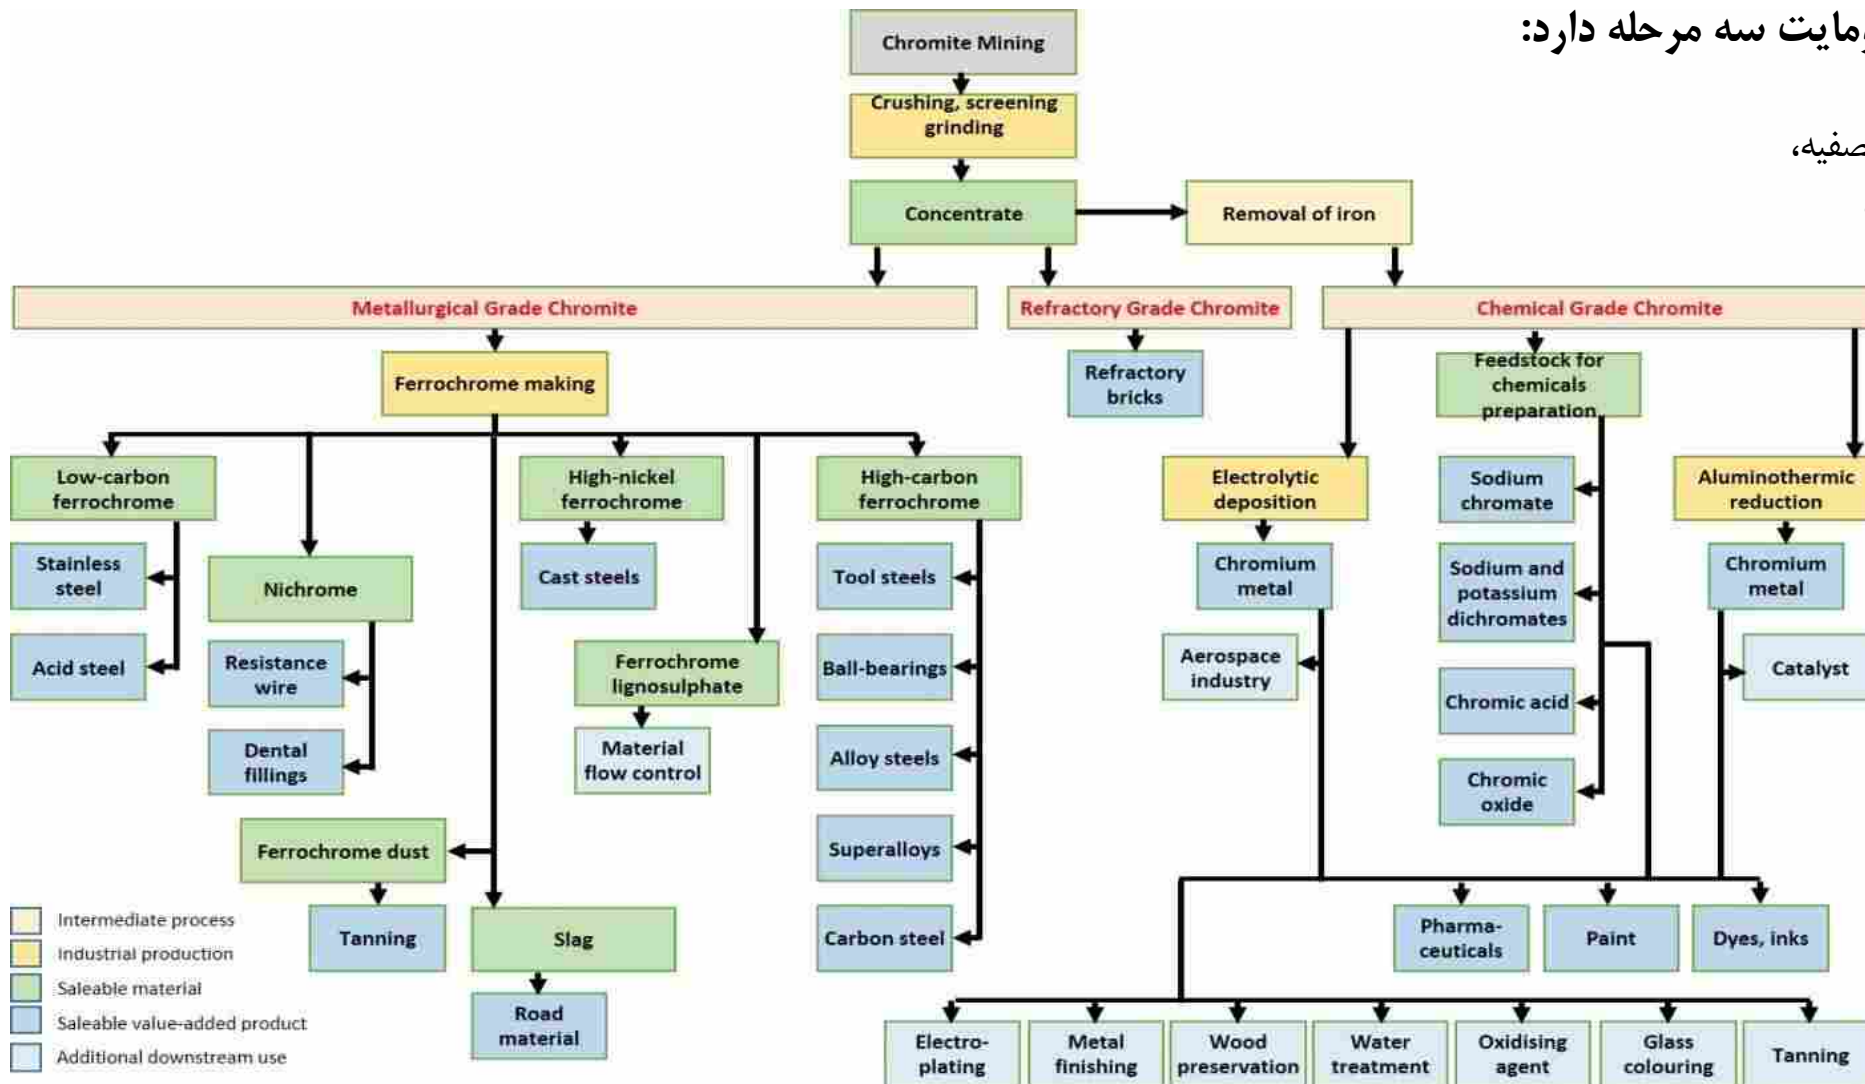 Chromite Mining
مرحله دارد:
سه
Crushing, screening
grinding
Concentrate
Removal of iron
Metallurgical Grade Chromite
Refractory Grade Chromite
Chemical Grade Chromite
Ferrochrome making
Refractory
bricks
Feedstock for
chemicals
preparation
Low-carbon
ferrochrome
High-nickel
ferrochrome
High-carbon
ferrochrome
Electrolytic
deposition
Sodium
chromate
Aluminothermic
reduction
Stainless
steel
Nichrome
Cast steels
Tool steels
Chromium
metal
Sodium and
potassium
dichromates
Chromium
metal
Acid steel
Resistance
wire
Ferrochrome
lignosulphate
Ball-bearings
Aerospace
industry
Chromic acid
Catalyst
Dental
fillings
Material
flow control
Alloy steels
Chromic
oxide
Ferrochrome dust
Superalloys
Tanning
Slag
Carbon steel
Pharma-
ceuticals
Paint
Dyes, inks
Road
material
Electro-
plating
Metal
finishing
Wood
preservation
Water
treatment
Oxidising
agent
Glass
colouring
Tanning
Intermediate process
Industrial production
Saleable material
Saleable value-added product
Additional downstream use